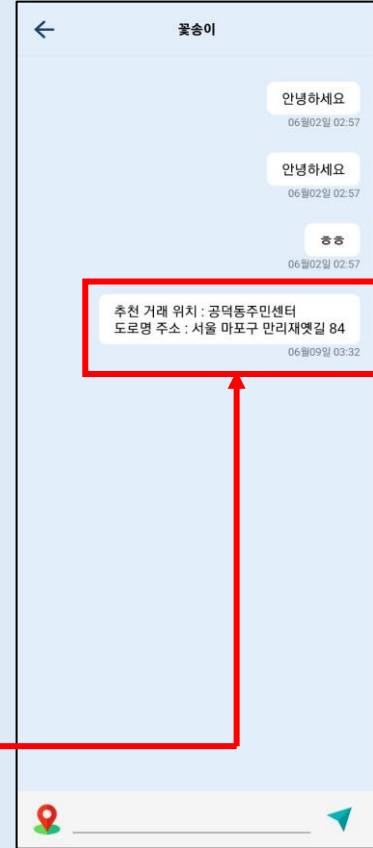 꽃송이
안녕하세요
06월02일 02:57
안녕하세요
06월02일 02:57
ㅎㅎ
06월02일 02:57
추천 거래 위치 : 공덕동주민센터
도로명 주소 : 서울 마포구 만리재옛길 84
06월09일 03:32